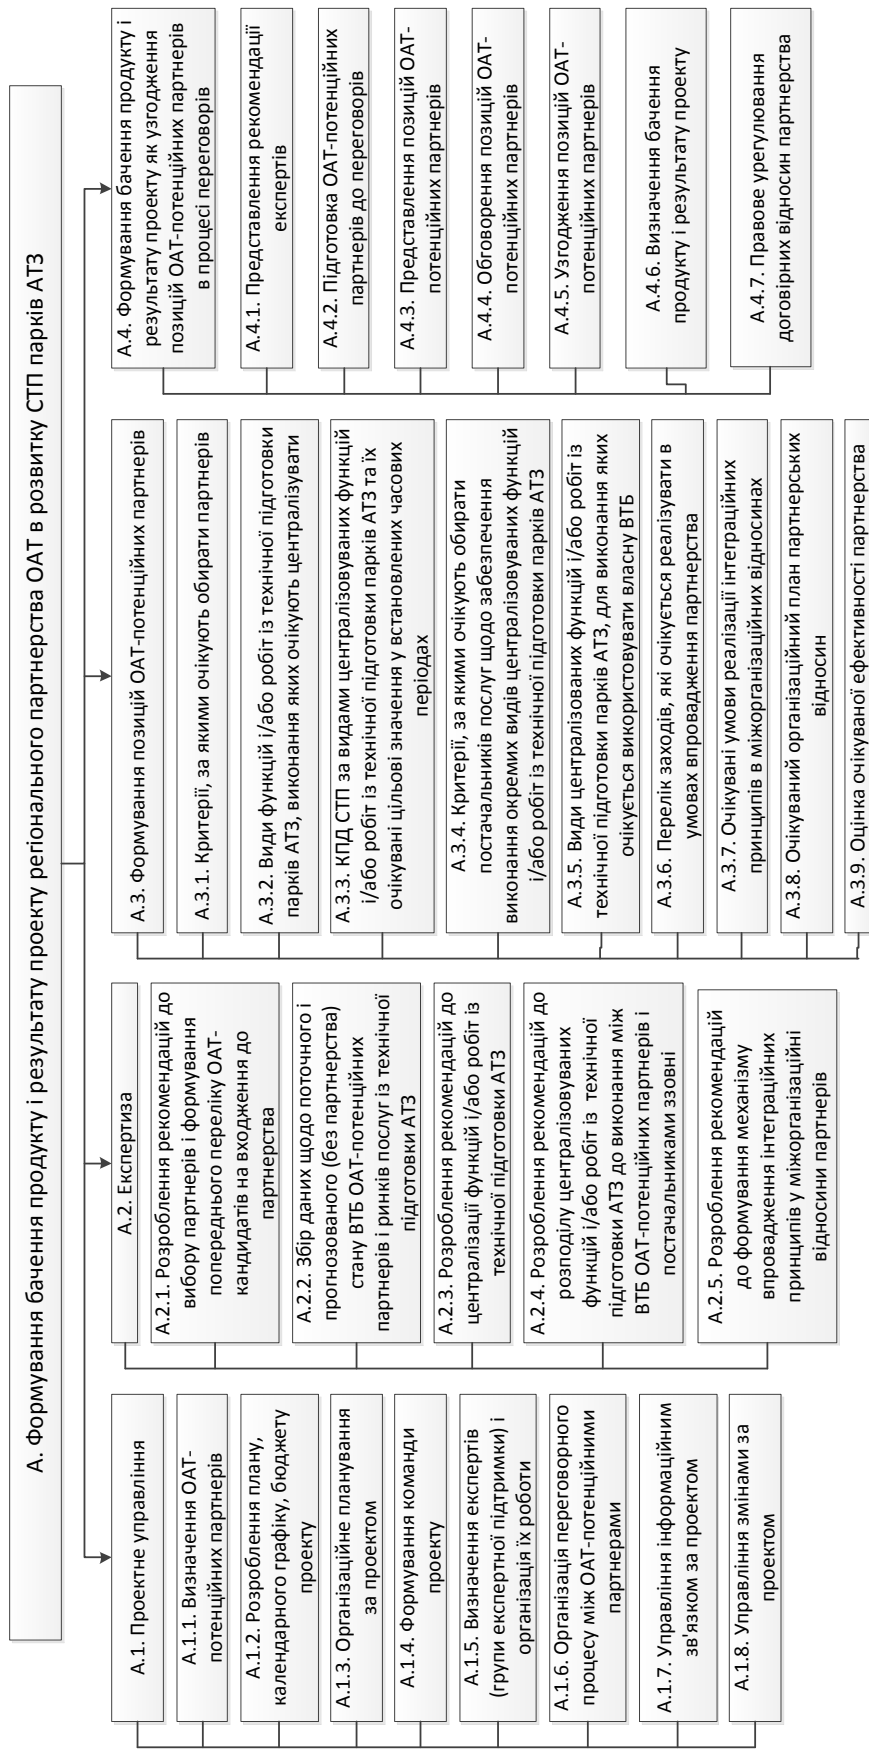 А. Формування бачення продукту і результату проекту регіонального партнерства ОАТ в розвитку СТП парків АТЗ
А.1. Проектне управління
А.1.1. Визначення ОАТ-
потенційних партнерів
А.1.2. Розроблення плану,
календарного графіку, бюджету
проекту
А.1.3. Організаційне планування
за проектом
А.1.4. Формування команди
проекту
А.1.5. Визначення експертів
(групи експертної підтримки) і
організація їх роботи
А.1.6. Організація переговорного
процесу між ОАТ-потенційними
партнерами
А.1.7. Управління інформаційним
зв'язком за проектом
А.1.8. Управління змінами за
проектом
А.2. Експертиза
А.2.1. Розроблення рекомендацій до
вибору партнерів і формування
попереднього переліку ОАТ-
кандидатів на входження до
партнерства
А.2.2. Збір даних щодо поточного і
прогнозованого (без партнерства)
стану ВТБ ОАТ-потенційних
партнерів і ринків послуг із технічної
підготовки АТЗ
А.2.3. Розроблення рекомендацій до
централізації функцій і/або робіт із
технічної підготовки АТЗ
А.2.4. Розроблення рекомендацій до
розподілу централізовуваних
функцій і/або робіт із  технічної
підготовки АТЗ до виконання між
ВТБ ОАТ-потенційних партнерів і
постачальниками ззовні
А.2.5. Розроблення рекомендацій
до формування механізму
впровадження інтеграційних
принципів у міжорганізаційні
відносини партнерів
А.3. Формування позицій ОАТ-потенційних партнерів
А.3.1. Критерії, за якими очікують обирати партнерів
А.3.2. Види функцій і/або робіт із технічної підготовки
парків АТЗ, виконання яких очікують централізувати
А.3.3. КПД СТП за видами централізовуваних функцій
і/або робіт із технічної підготовки парків АТЗ та їх
очікувані цільові значення у встановлених часових
періодах
А.3.4. Критерії, за якими очікують обирати
постачальників послуг щодо забезпечення
виконання окремих видів централізовуваних функцій
і/або робіт із технічної підготовки парків АТЗ
А.3.5. Види централізованих функцій і/або робіт із
технічної підготовки парків АТЗ, для виконання яких
очікується використовувати власну ВТБ
А.3.6. Перелік заходів, які очікується реалізувати в
умовах впровадження партнерства
А.3.7. Очікувані умови реалізації інтеграційних
принципів в міжорганізаційних відносинах
А.3.8. Очікуваний організаційний план партнерських
відносин
А.3.9. Оцінка очікуваної ефективності партнерства
А.4. Формування бачення продукту і
результату проекту як узгодження
позицій ОАТ-потенційних партнерів
в процесі переговорів
А.4.1. Представлення рекомендації
експертів
А.4.2. Підготовка ОАТ-потенційних
партнерів до переговорів
А.4.3. Представлення позицій ОАТ-
потенційних партнерів
А.4.4. Обговорення позицій ОАТ-
потенційних партнерів
А.4.5. Узгодження позицій ОАТ-
потенційних партнерів
А.4.6. Визначення бачення
продукту і результату проекту
А.4.7. Правове урегулювання
договірних відносин партнерства